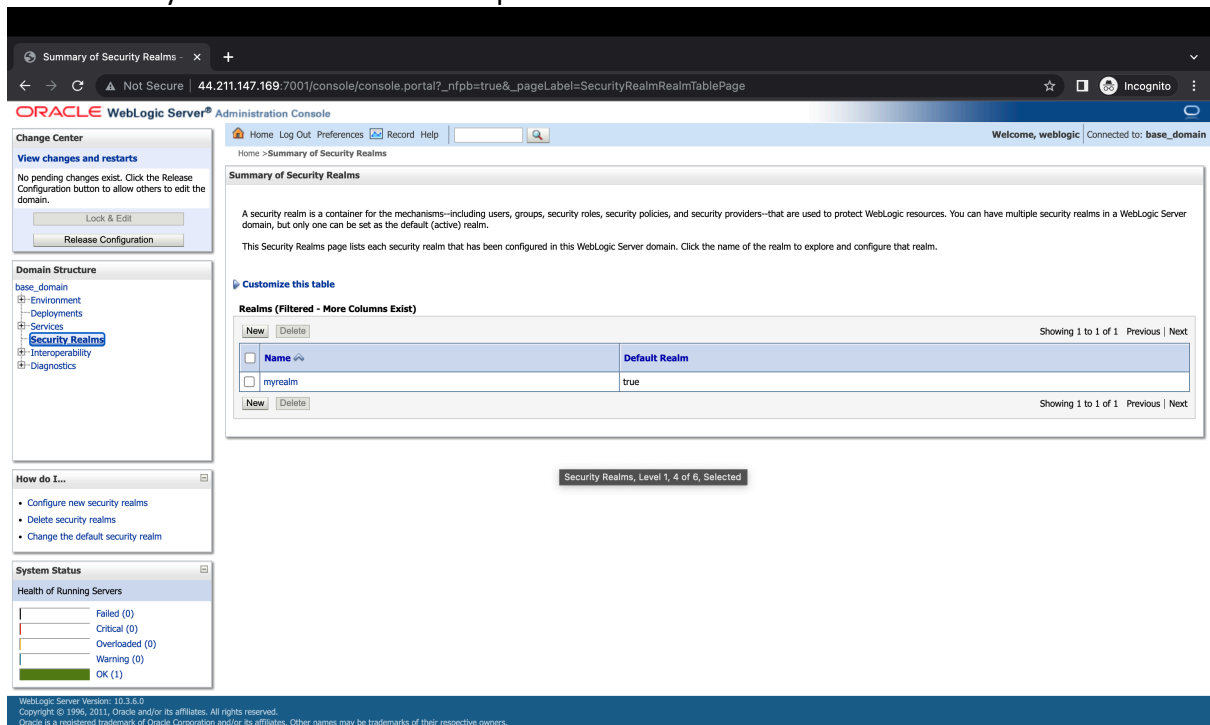 Summary of Security Realms -
Not Secure | 44.211.147.169:7001/console/console.portal?_nfpb=true&_pageLabel=SecurityRealmRealmTablePage
Incognito
ORACLE WebLogic Server® Administration Console
Change Center
View changes and restarts
No pending changes exist. Click the Release
Configuration button to allow others to edit the
domain.
Lock & Edit
Release Configuration
Domain Structure
base_domain
Environment
Deployments
Services
Security Realms
Interoperability
Diagnostics
How do I...
• Configure new security realms
• Delete security realms
• Change the default security realm
System Status
Health of Running Servers
Failed (0)
Critical (0)
Overloaded (0)
Warning (0)
OK (1)
Home Log Out Preferences Record Help
Welcome, weblogic Connected to: base_domain
Home >Summary of Security Realms
Summary of Security Realms
A security realm is a container for the mechanisms--including users, groups, security roles, security policies, and security providers--that are used to protect WebLogic resources. You can have multiple security realms in a WebLogic Server
domain, but only one can be set as the default (active) realm.
This Security Realms page lists each security realm that has been configured in this WebLogic Server domain. Click the name of the realm to explore and configure that realm.
Customize this table
Realms (Filtered - More Columns Exist)
New Delete Showing 1 to 1 of 1 Previous | Next
Name Default Realm
myrealm true
New Delete Showing 1 to 1 of 1 Previous | Next
Security Realms, Level 1, 4 of 6, Selected
WebLogic Server Version: 10.3.6.0
Copyright © 1996, 2011, Oracle and/or its affiliates. All rights reserved.
Oracle is a registered trademark of Oracle Corporation and/or its affiliates. Other names may be trademarks of their respective owners.